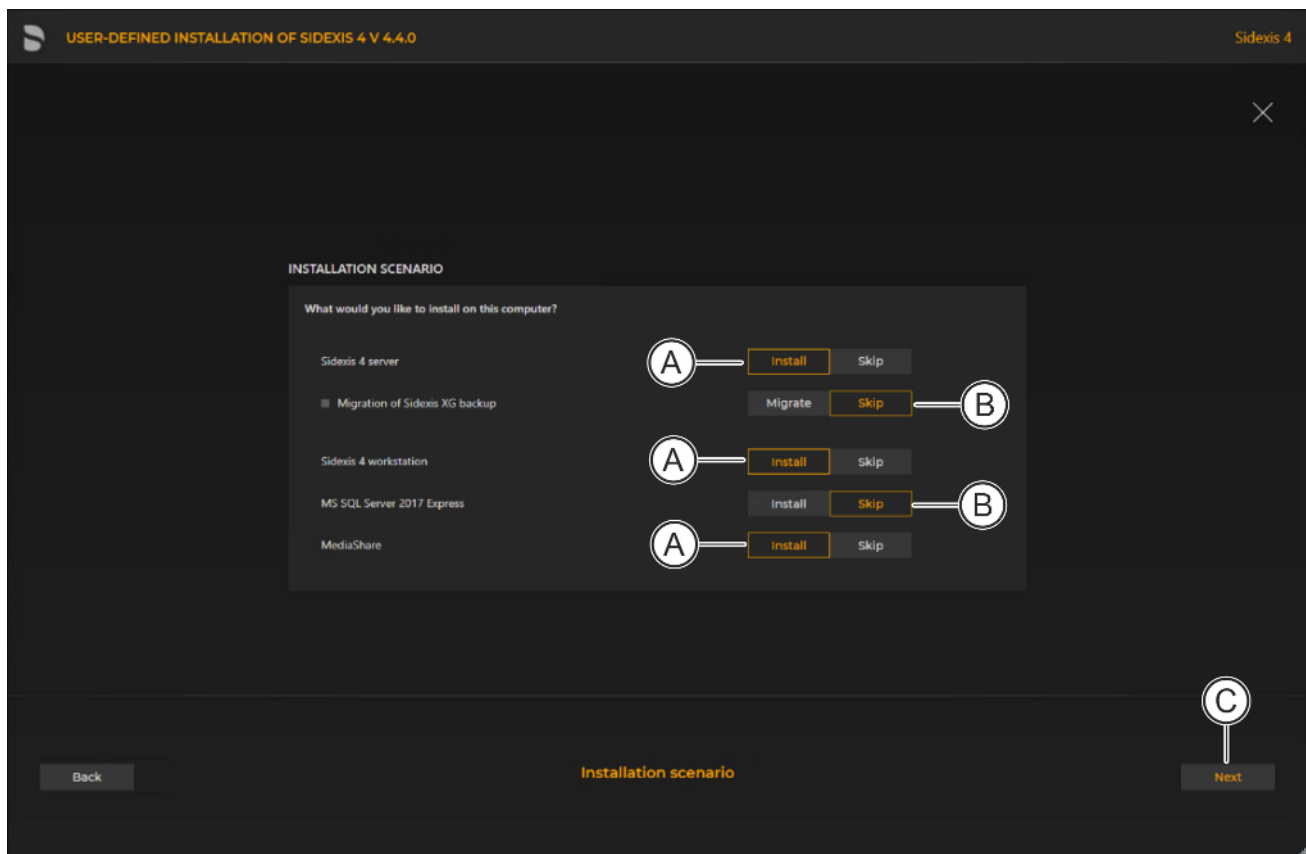 USER-DEFINED INSTALLATION OF SIDEXIS 4 V 4.4.0 Sidexis 4
INSTALLATION SCENARIO
What would you like to install on this computer?
Sidexis 4 server A Install Skip
Migration of Sidexis XG backup Migrate Skip B
Sidexis 4 workstation A Install Skip
MS SQL Server 2017 Express Install Skip B
MediaShare A Install Skip
C
Back Installation scenario Next